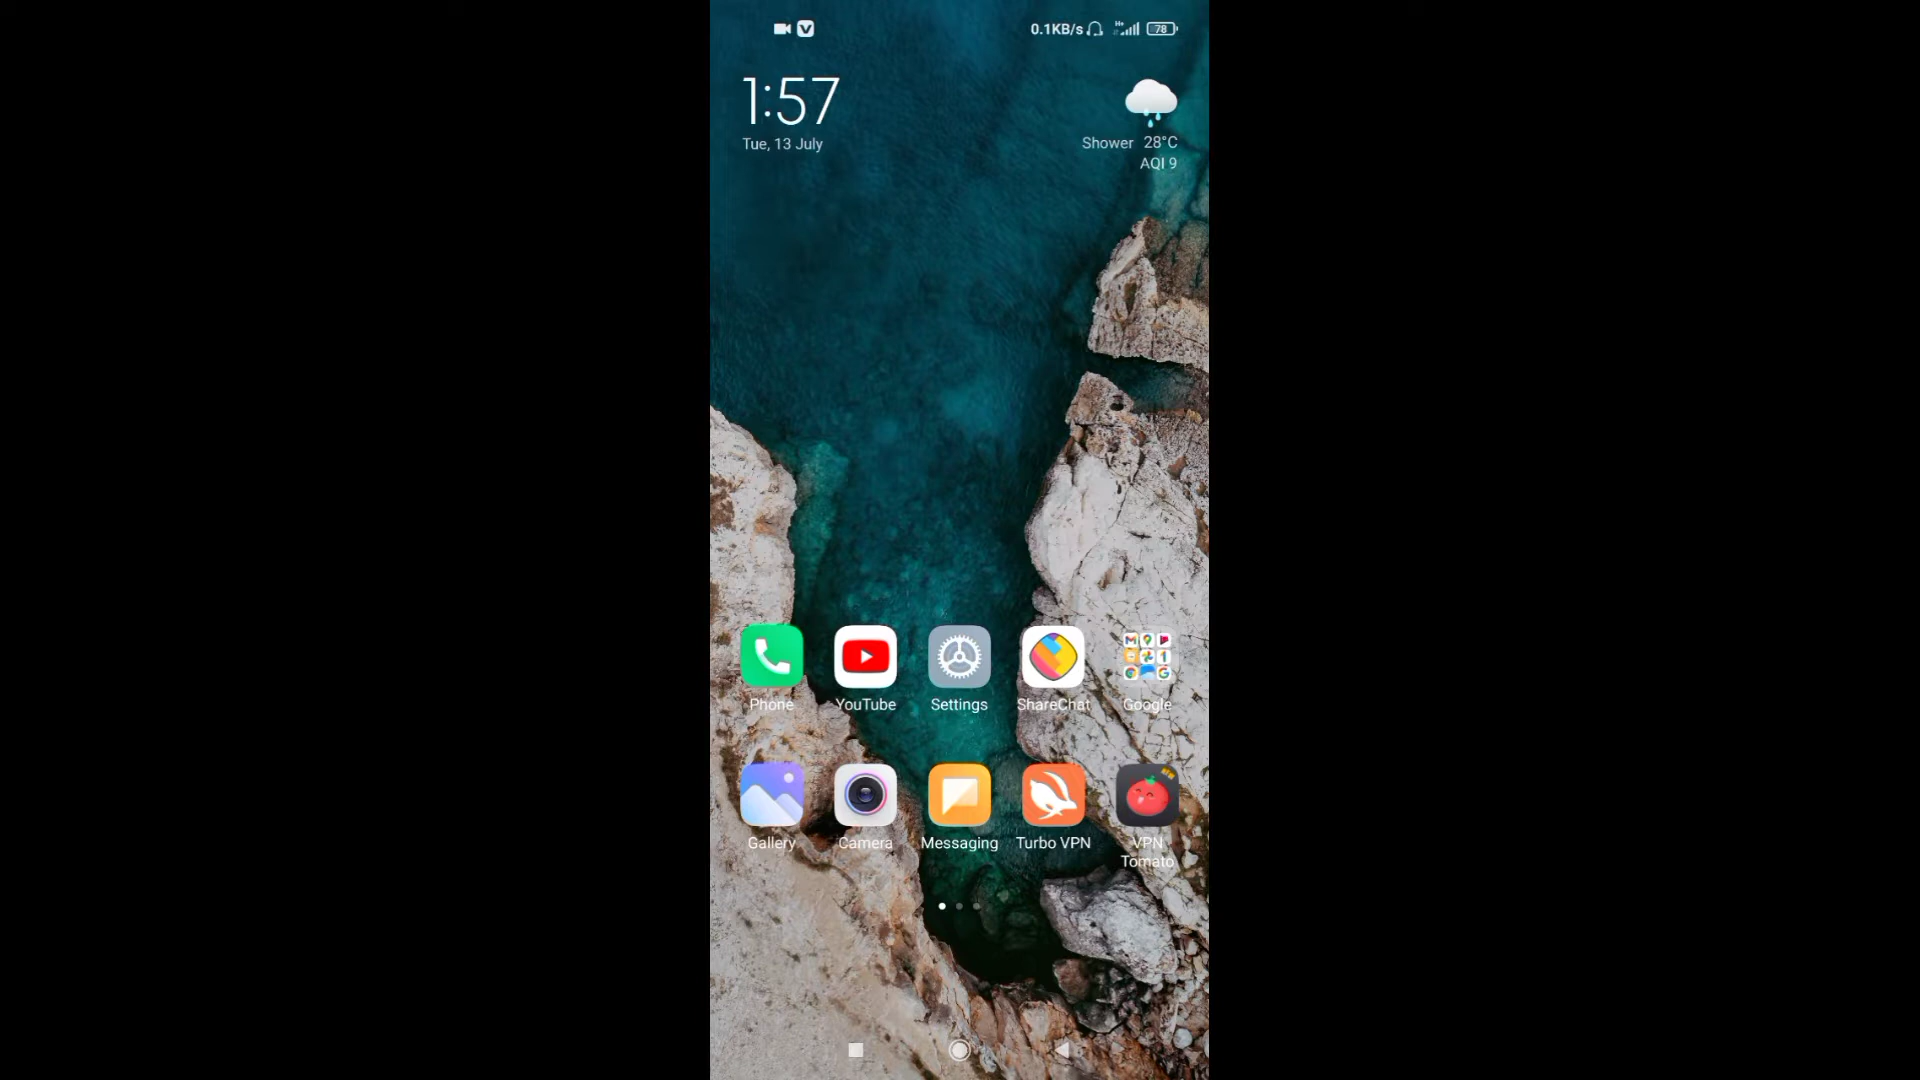 0.1KB/s H+ 78
1:57
Tue, 13 July
Shower 28°C
AQI 9
Phone YouTube Settings ShareChat Google
Gallery Camera Messaging Turbo VPN VPN
Tomato